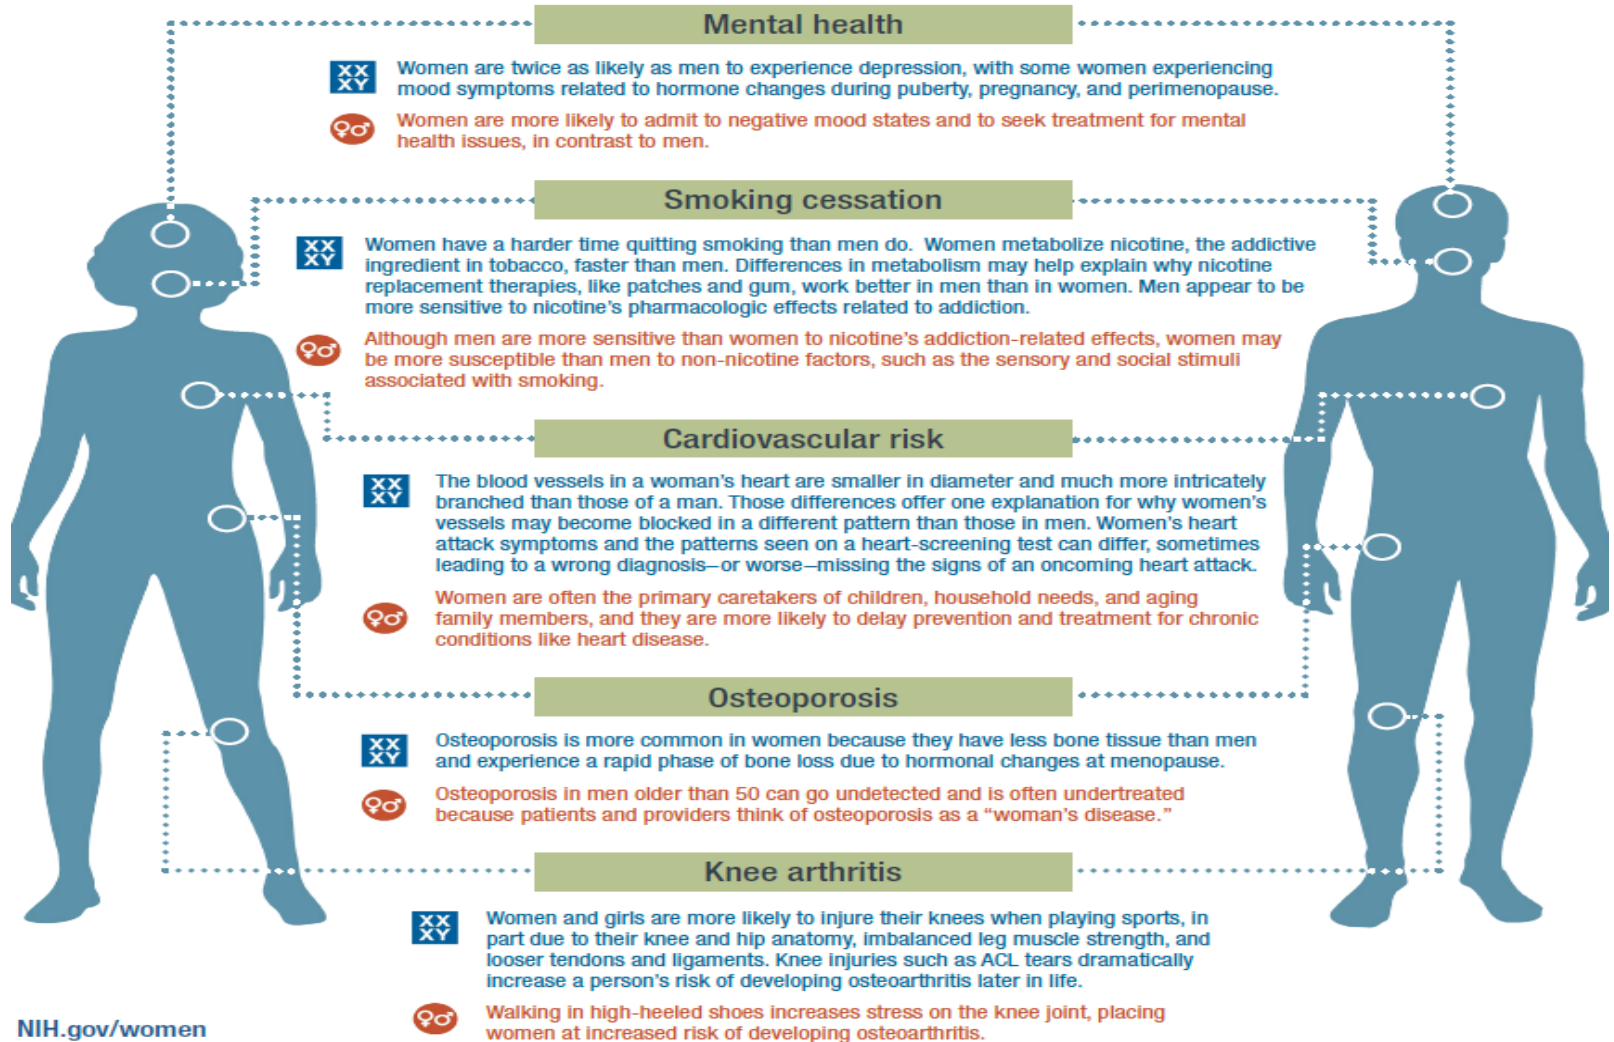 Mental health
XX
XY
Women are twice as likely as men to experience depression, with some women experiencing
mood symptoms related to hormone changes during puberty, pregnancy, and perimenopause.
Women are more likely to admit to negative mood states and to seek treatment for mental
health issues, in contrast to men.
Smoking cessation
XX
XY
Women have a harder time quitting smoking than men do. Women metabolize nicotine, the addictive
ingredient in tobacco, faster than men. Differences in metabolism may help explain why nicotine
replacement therapies, like patches and gum, work better in men than in women. Men appear to be
more sensitive to nicotine’s pharmacologic effects related to addiction.
Although men are more sensitive than women to nicotine’s addiction-related effects, women may
be more susceptible than men to non-nicotine factors, such as the sensory and social stimuli
associated with smoking.
Cardiovascular risk
XX
XY
The blood vessels in a woman’s heart are smaller in diameter and much more intricately
branched than those of a man. Those differences offer one explanation for why women’s
vessels may become blocked in a different pattern than those in men. Women’s heart
attack symptoms and the patterns seen on a heart-screening test can differ, sometimes
leading to a wrong diagnosis—or worse—missing the signs of an oncoming heart attack.
Women are often the primary caretakers of children, household needs, and aging
family members, and they are more likely to delay prevention and treatment for chronic
conditions like heart disease.
Osteoporosis
XX
XY
Osteoporosis is more common in women because they have less bone tissue than men
and experience a rapid phase of bone loss due to hormonal changes at menopause.
Osteoporosis in men older than 50 can go undetected and is often undertreated
because patients and providers think of osteoporosis as a “woman’s disease.”
Knee arthritis
XX
XY
Women and girls are more likely to injure their knees when playing sports, in
part due to their knee and hip anatomy, imbalanced leg muscle strength, and
looser tendons and ligaments. Knee injuries such as ACL tears dramatically
increase a person’s risk of developing osteoarthritis later in life.
Walking in high-heeled shoes increases stress on the knee joint, placing
women at increased risk of developing osteoarthritis.
NIH.gov/women